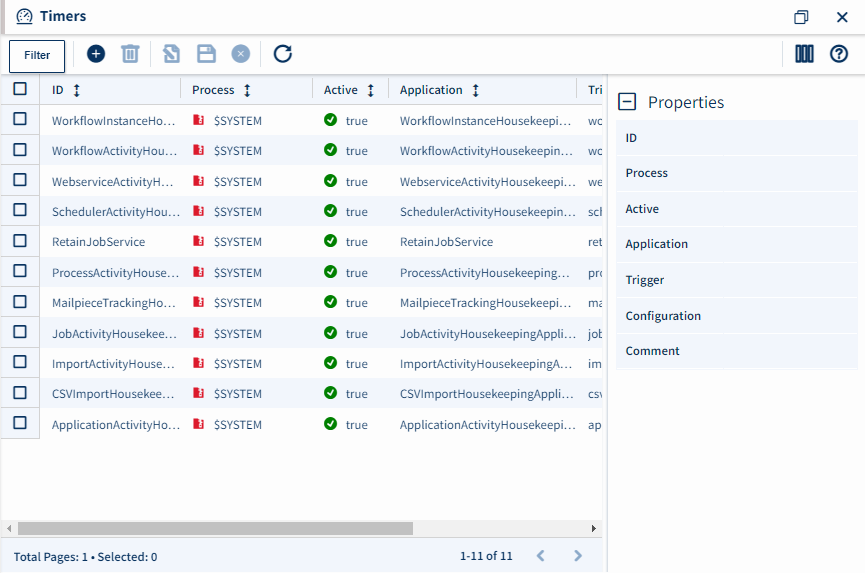 Timers
Filter
ID Process Active Application Tri
WorkflowInstanceHo... $SYSTEM true WorkflowInstanceHousekeepi... wo
WorkflowActivityHou... $SYSTEM true WorkflowActivityHousekeepin... wo
WebserviceActivityH... $SYSTEM true WebserviceActivityHousekeepi... we
SchedulerActivityHou... $SYSTEM true SchedulerActivityHousekeepin... scl
RetainJobService $SYSTEM true RetainJobService ret
ProcessActivityHouse... $SYSTEM true ProcessActivityHousekeeping... pro
MailpieceTrackingHo... $SYSTEM true MailpieceTrackingHousekeepi... ma
JobActivityHousekee... $SYSTEM true JobActivityHousekeepingAppli... job
ImportActivityHouse... $SYSTEM true ImportActivityHousekeepingA... im
CSVImportHousekee... $SYSTEM true CSVImportHousekeepingAppli... csv
ApplicationActivityHo... $SYSTEM true ApplicationActivityHousekeepi... ap
Total Pages: 1 • Selected: 0
1-11 of 11
Properties
ID
Process
Active
Application
Trigger
Configuration
Comment